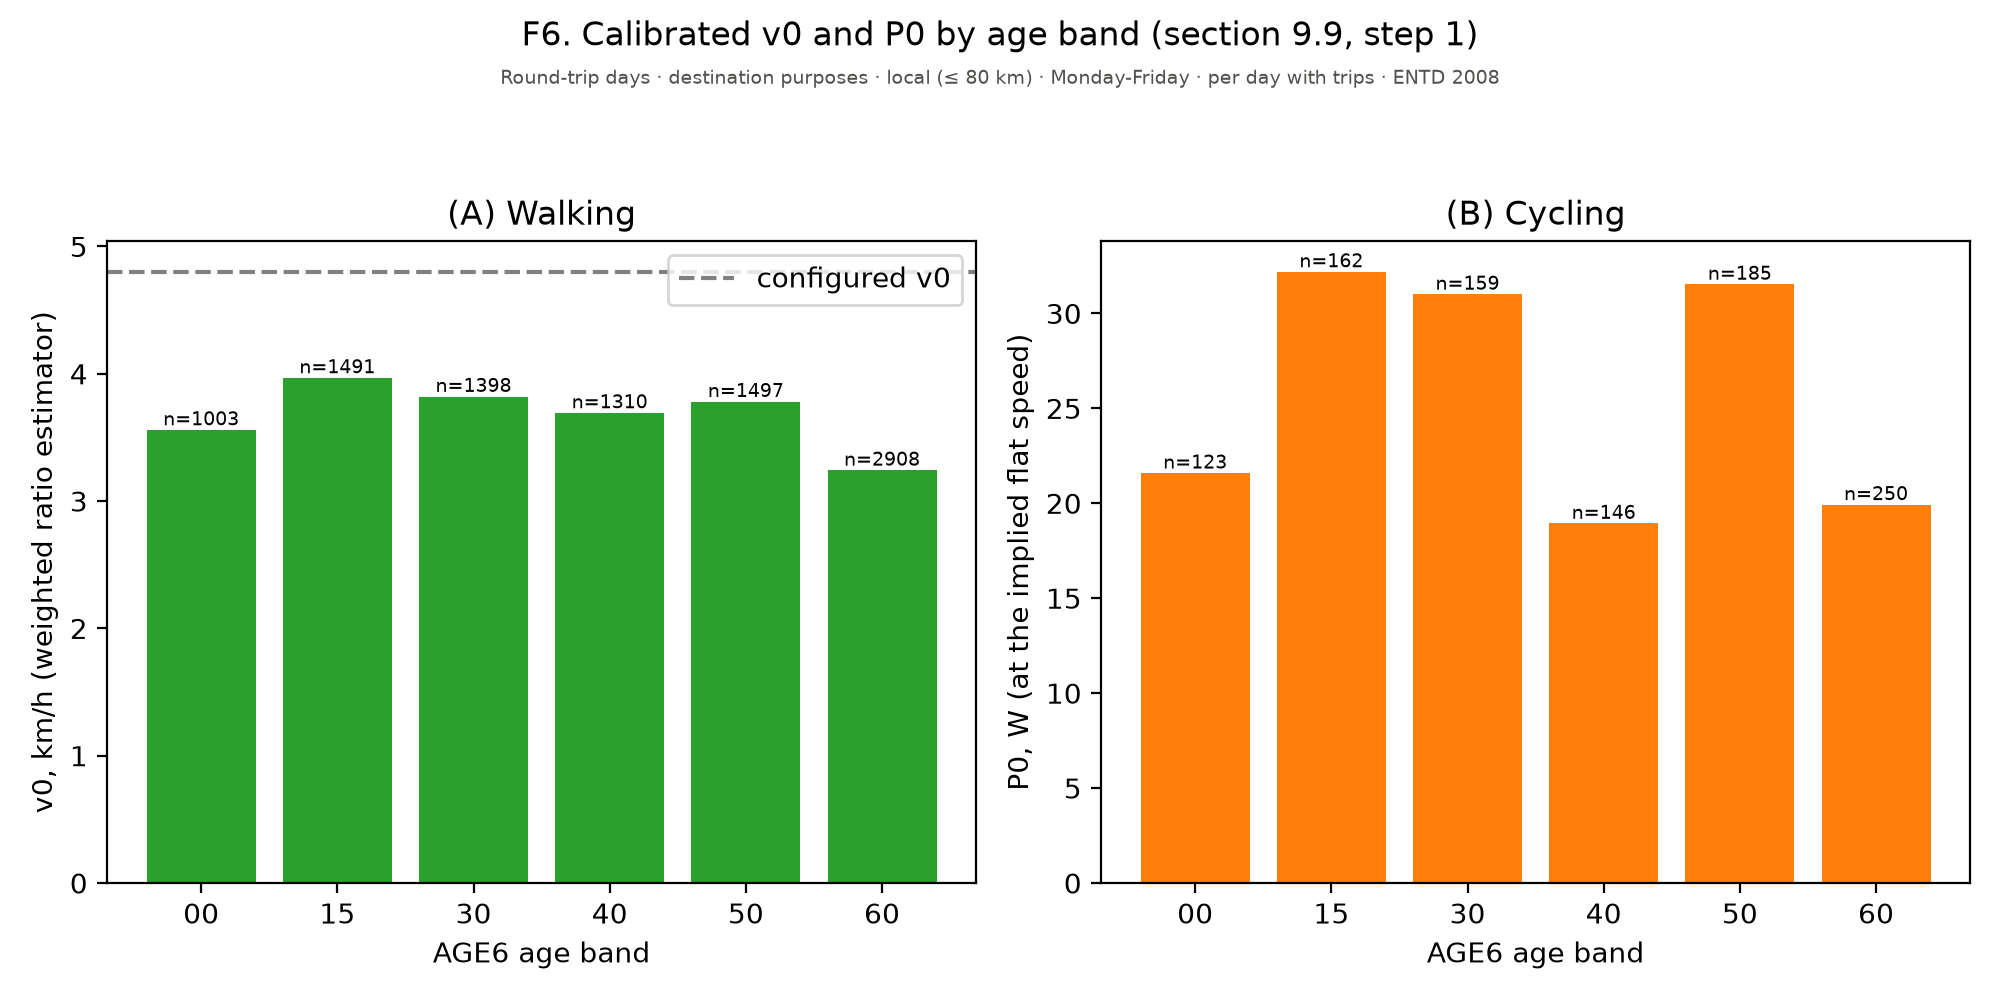 F6. Calibrated v0 and P0 by age band (section 9.9, step 1)
Round-trip days · destination purposes · local (≤ 80 km) · Monday-Friday · per day with trips · ENTD 2008
(A) Walking
v0, km/h (weighted ratio estimator)
5
4
3
2
1
0
configured v0
n=1003
n=1491
n=1398
n=1310
n=1497
n=2908
00 15 30 40 50 60
AGE6 age band
(B) Cycling
P0, W (at the implied flat speed)
30
25
20
15
10
5
0
n=123
n=162
n=159
n=146
n=185
n=250
00 15 30 40 50 60
AGE6 age band